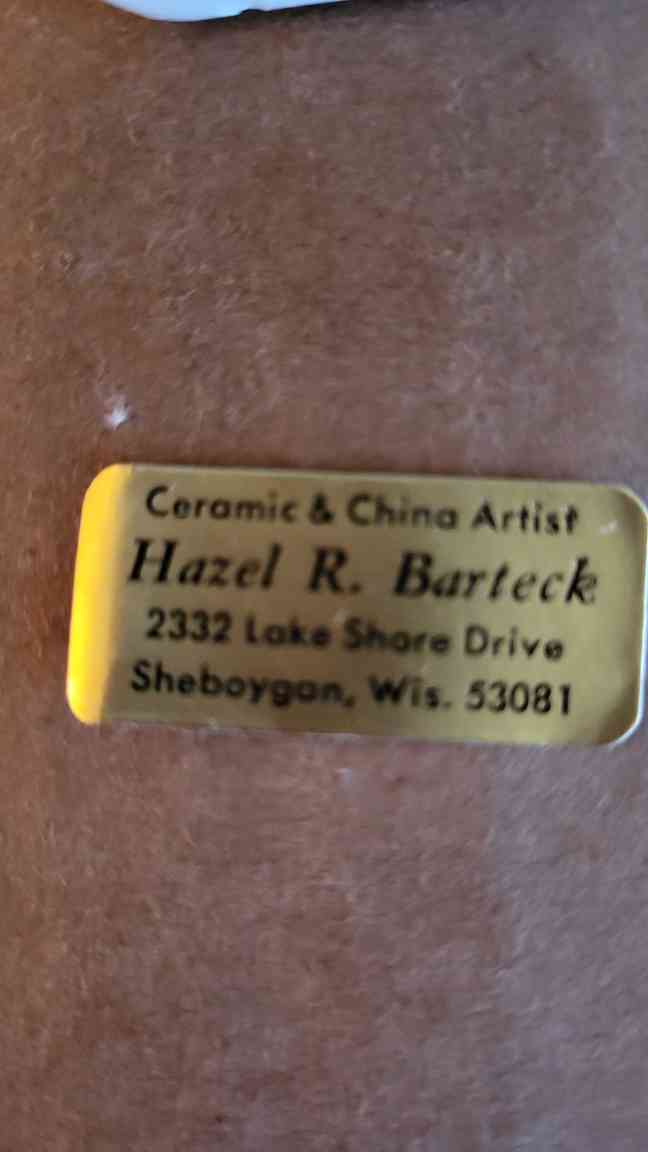 Ceramic & China Artist
Hazel R. Barteck
2332 Lake Shore Drive
Sheboygan, Wis. 53081